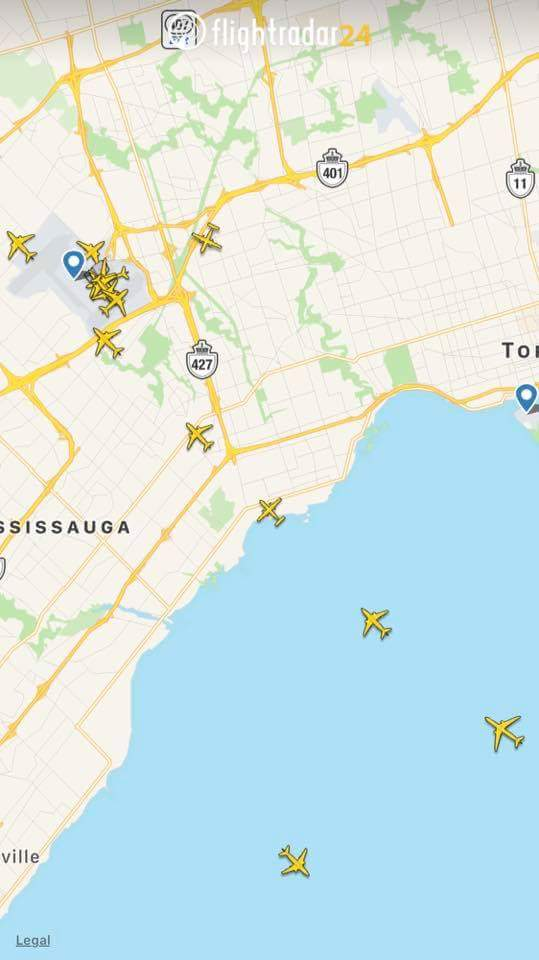 flightradar24
401
11
427
Tor
SSISSAUGA
ville
Legal